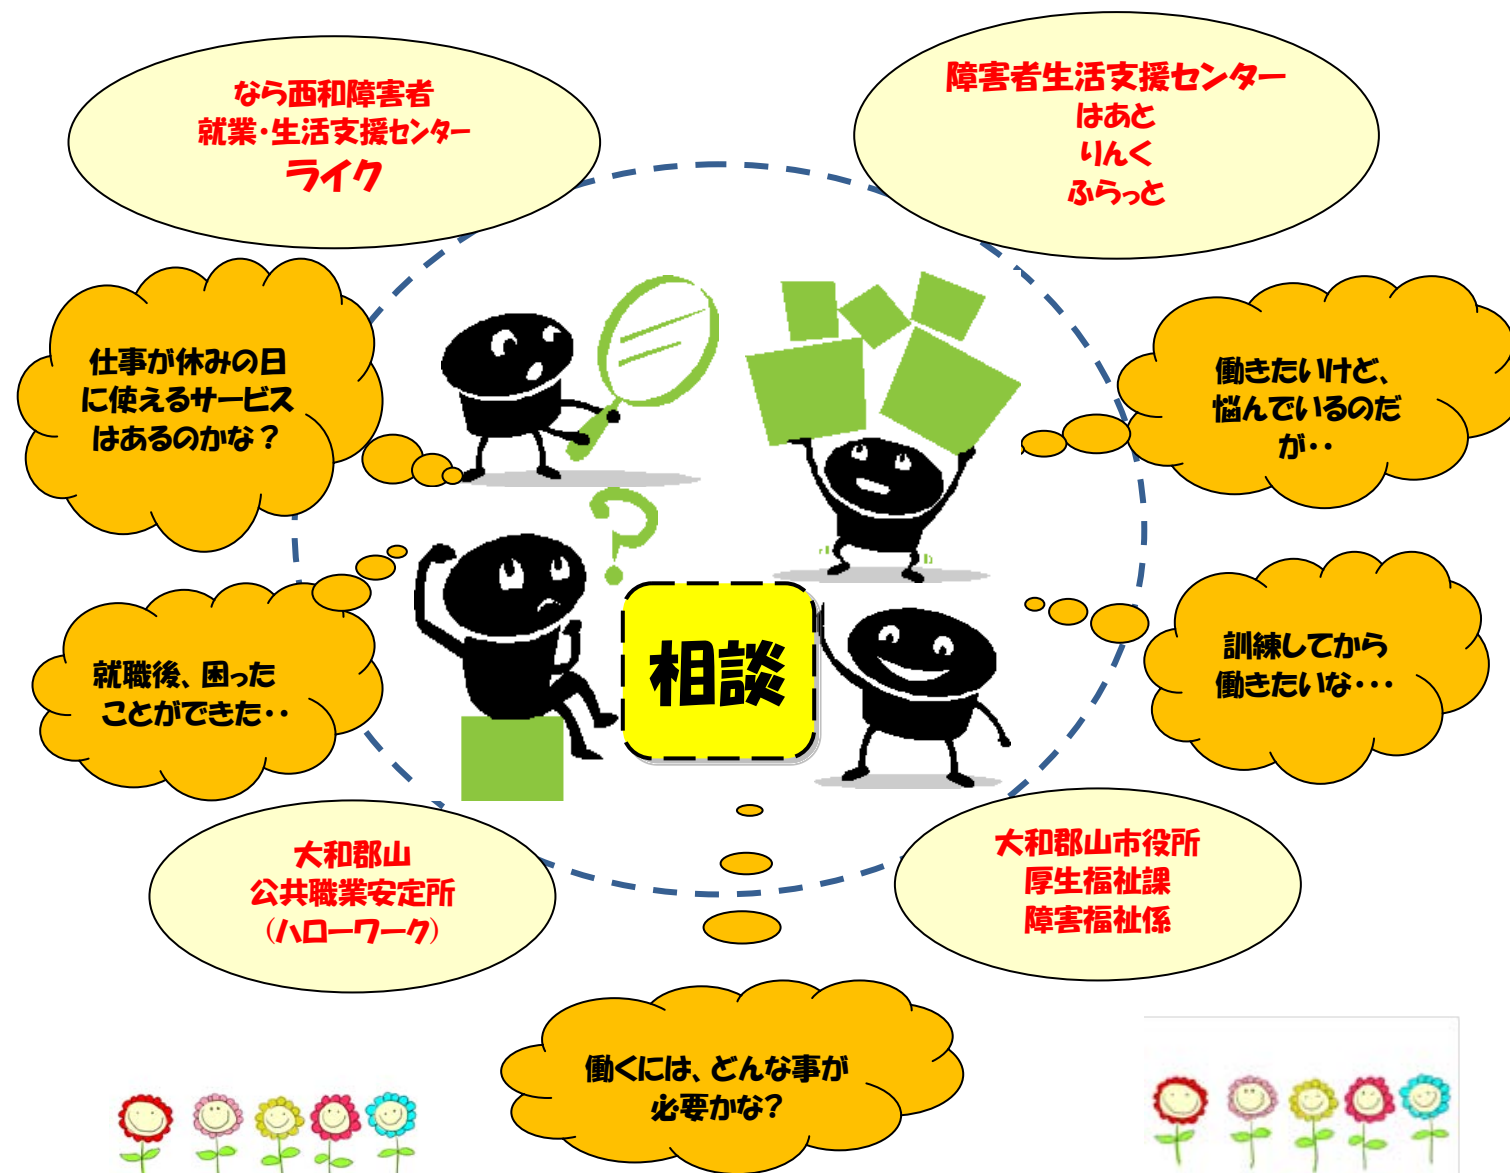 なら西和障害者
就業・生活支援センター
ライク
障害者生活支援センター
はあと
りんく
ふらっと
仕事が休みの日
に使えるサービス
はあるのかな？
働きたいけど、
悩んでいるのだ
が・・
就職後、困った
ことができた・・
相談
訓練してから
働きたいな・・・
大和郡山
公共職業安定所
（ハローワーク）
大和郡山市役所
厚生福祉課
障害福祉係
働くには、どんな事が
必要かな？